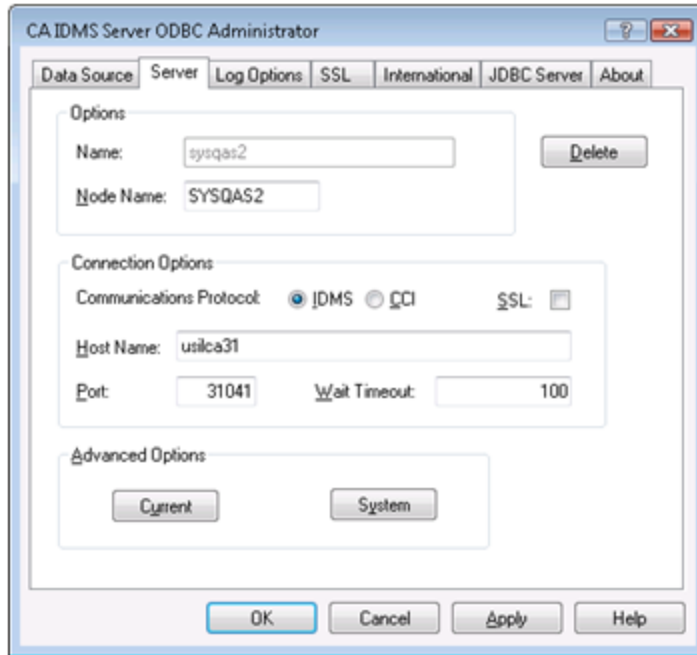 CA IDMS Server ODBC Administrator
Data Source Server Log Options SSL International JDBC Server About
Options
Name: sysqas2 Delete
Node Name: SYSQAS2
Connection Options
Communications Protocol: IDMS CCI SSL:
Host Name: usilca31
Port: 31041 Wait Timeout: 100
Advanced Options
Current System
OK Cancel Apply Help